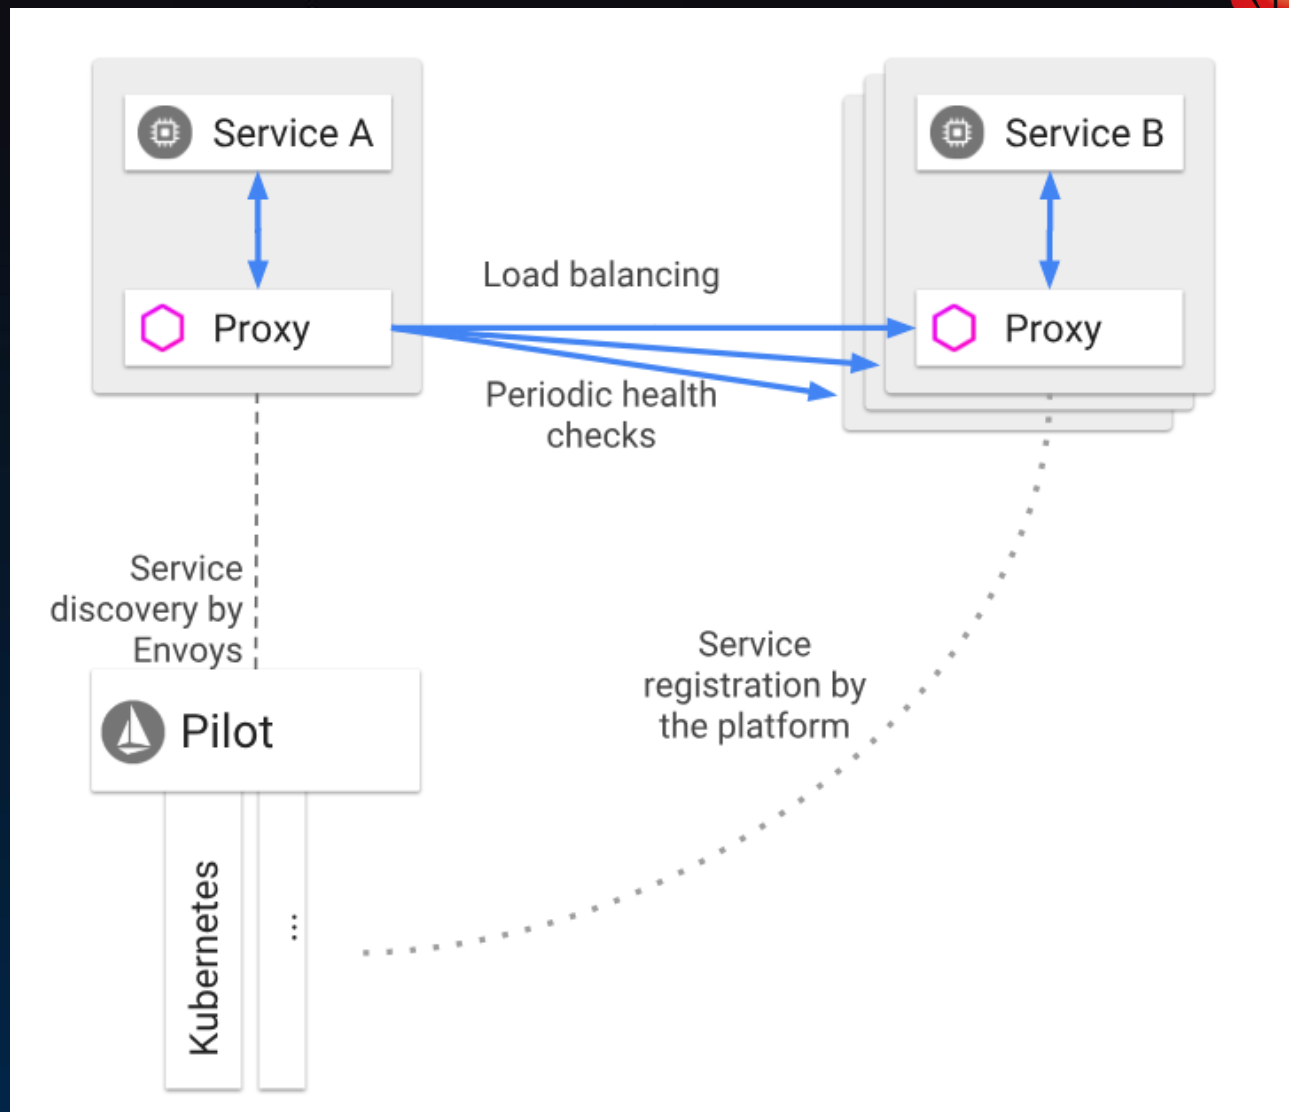 Service A
Service B
Load balancing
Proxy
Proxy
Periodic health
checks
Service
discovery by
Envoys
Service
registration by
the platform
Pilot
Kubernetes
...